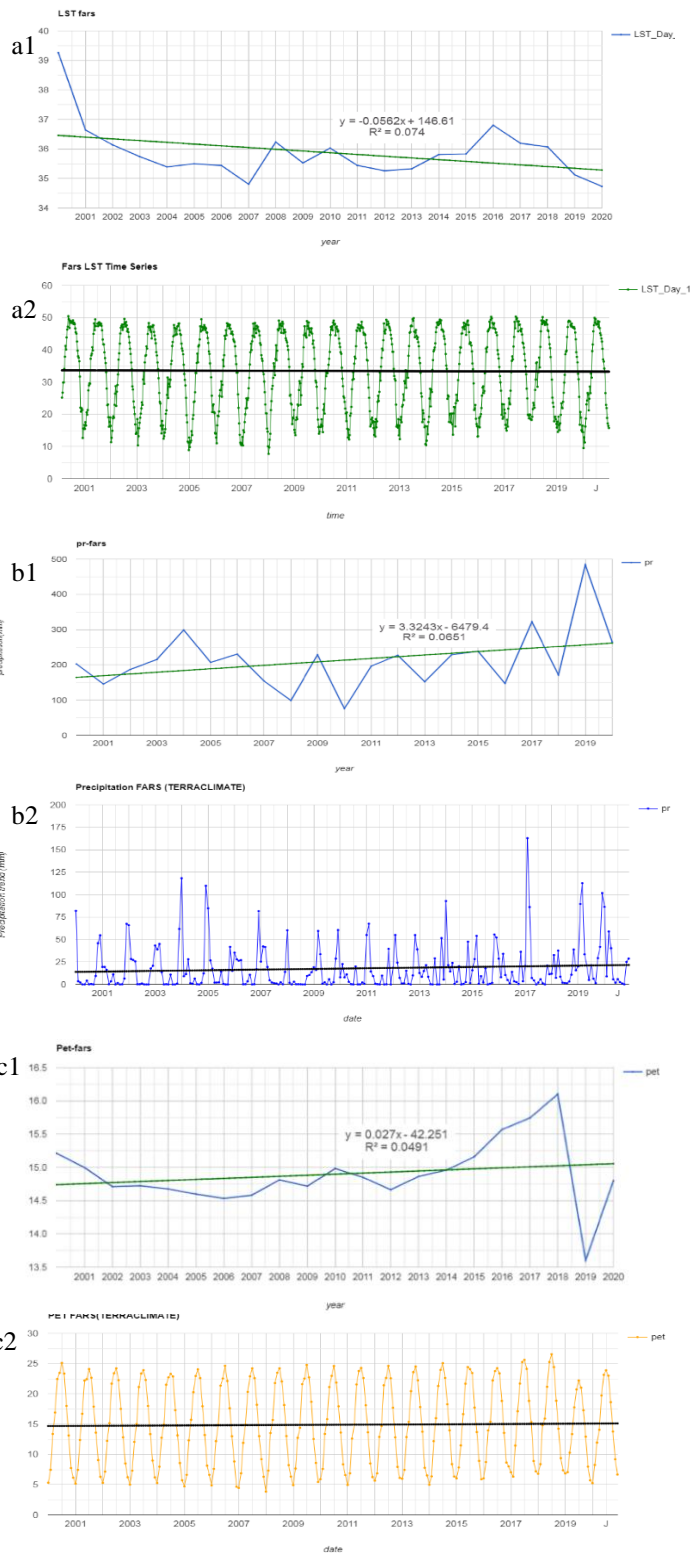 LST fars
a1
LST_Day_
40
39
38
37
36
35
34
y = -0.0562x + 146.61
R² = 0.074
2001 2002 2003 2004 2005 2006 2007 2008 2009 2010 2011 2012 2013 2014 2015 2016 2017 2018 2019 2020
year
Fars LST Time Series
a2
LST_Day_1
60
50
40
30
20
10
0
2001 2003 2005 2007 2009 2011 2013 2015 2017 2019 J
time
pr-fars
b1
pr
500
400
300
200
100
0
y = 3.3243x - 6479.4
R² = 0.0651
2001 2003 2005 2007 2009 2011 2013 2015 2017 2019
year
Precipitation FARS (TERRACLIMATE)
b2
pr
Precipitation trend (mm)
200
175
150
125
100
75
50
25
0
2001 2003 2005 2007 2009 2011 2013 2015 2017 2019 J
date
Pet-fars
c1
pet
16.5
16.0
15.5
15.0
14.5
14.0
13.5
y = 0.027x - 42.251
R² = 0.0491
2001 2002 2003 2004 2005 2006 2007 2008 2009 2010 2011 2012 2013 2014 2015 2016 2017 2018 2019 2020
year
PET FARS(TERRACLIMATE)
c2
pet
30
25
20
15
10
5
0
2001 2003 2005 2007 2009 2011 2013 2015 2017 2019 J
date